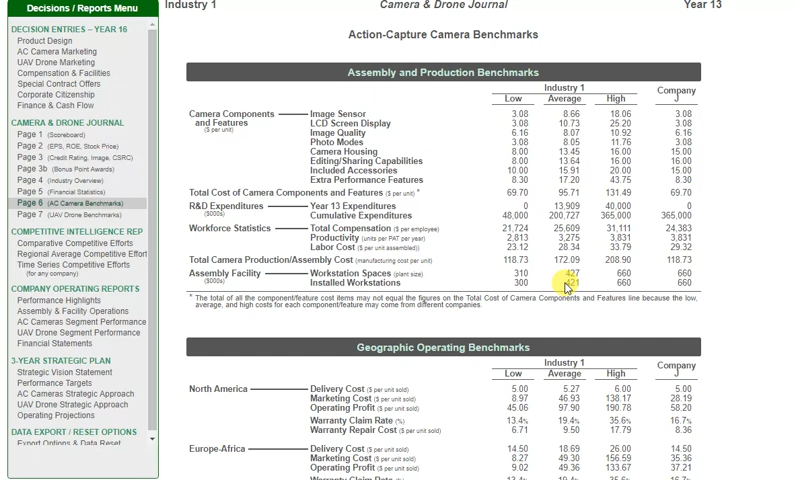 Decisions / Reports Menu
DECISION ENTRIES – YEAR 16
Product Design
AC Camera Marketing
UAV Drone Marketing
Compensation & Facilities
Special Contract Offers
Corporate Citizenship
Finance & Cash Flow
CAMERA & DRONE JOURNAL
Page 1 (Scoreboard)
Page 2 (EPS, ROE, Stock Price)
Page 3 (Credit Rating, Image, CSRC)
Page 3b (Bonus Point Awards)
Page 4 (Industry Overview)
Page 5 (Financial Statistics)
Page 6 (AC Camera Benchmarks)
Page 7 (UAV Drone Benchmarks)
COMPETITIVE INTELLIGENCE REP
Comparative Competitive Efforts
Regional Average Competitive Effort
Time Series Competitive Efforts
(for any company)
COMPANY OPERATING REPORTS
Performance Highlights
Assembly & Facility Operations
AC Cameras Segment Performance
UAV Drone Segment Performance
Financial Statements
3-YEAR STRATEGIC PLAN
Strategic Vision Statement
Performance Targets
AC Cameras Strategic Approach
UAV Drone Strategic Approach
Operating Projections
DATA EXPORT / RESET OPTIONS
Export Options & Data Reset
Industry 1 Camera & Drone Journal Year 13
Action-Capture Camera Benchmarks
Assembly and Production Benchmarks
Industry 1 Company
Low Average High J
Camera Components Image Sensor 3.08 8.66 18.06 3.08
and Features LCD Screen Display 3.08 10.73 25.20 3.08
($ per unit) Image Quality 6.16 8.07 10.92 6.16
Photo Modes 3.08 8.05 11.76 3.08
Camera Housing 8.00 13.45 16.00 15.00
Editing/Sharing Capabilities 8.00 13.64 16.00 16.00
Included Accessories 10.00 15.91 20.00 15.00
Extra Performance Features 8.30 17.20 43.75 8.30
Total Cost of Camera Components and Features ($ per unit) * 69.70 95.71 131.49 69.70
R&D Expenditures Year 13 Expenditures 0 13,909 40,000 0
($000s) Cumulative Expenditures 48,000 200,727 365,000 365,000
Workforce Statistics Total Compensation ($ per employee) 21,724 25,609 31,111 24,383
Productivity (units per PAT per year) 2,813 3,275 3,831 3,831
Labor Cost ($ per unit assembled)) 23.12 28.34 33.79 29.32
Total Camera Production/Assembly Cost (manufacturing cost per unit) 118.73 172.09 208.90 118.73
Assembly Facility Workstation Spaces (plant size) 310 427 660 660
($000s) Installed Workstations 300 421 660 660
* The total of all the component/feature cost items may not equal the figures on the Total Cost of Camera Components and Features line because the low,
average, and high costs for each component/feature may come from different companies.
Geographic Operating Benchmarks
Industry 1 Company
Low Average High J
North America Delivery Cost ($ per unit sold) 5.00 5.27 6.00 5.00
Marketing Cost ($ per unit sold) 8.97 46.93 138.17 28.19
Operating Profit ($ per unit sold) 45.06 97.90 190.78 58.20
Warranty Claim Rate (%) 13.4% 19.4% 35.6% 16.7%
Warranty Repair Cost ($ per unit sold) 6.71 9.50 17.79 8.36
Europe-Africa Delivery Cost ($ per unit sold) 14.50 18.69 26.00 14.50
Marketing Cost ($ per unit sold) 8.27 49.30 156.59 35.36
Operating Profit ($ per unit sold) 9.02 49.36 133.67 37.21
Warranty Claim Rate (%) 13.4% 19.4% 35.6% 16.7%